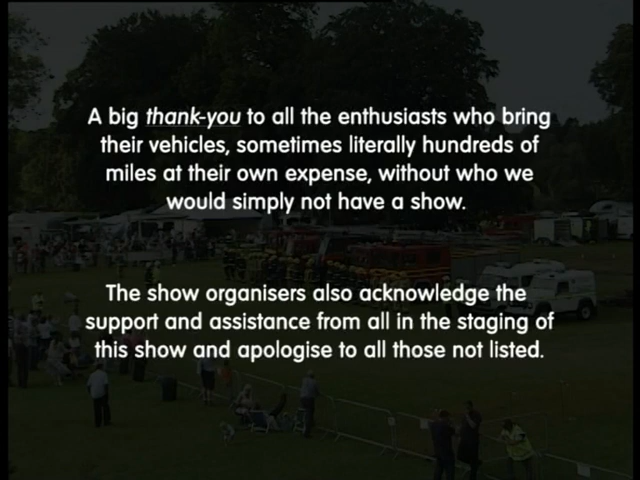 A big thank-you to all the enthusiasts who bring
their vehicles, sometimes literally hundreds of
miles at their own expense, without who we
would simply not have a show.
The show organisers also acknowledge the
support and assistance from all in the staging of
this show and apologise to all those not listed.